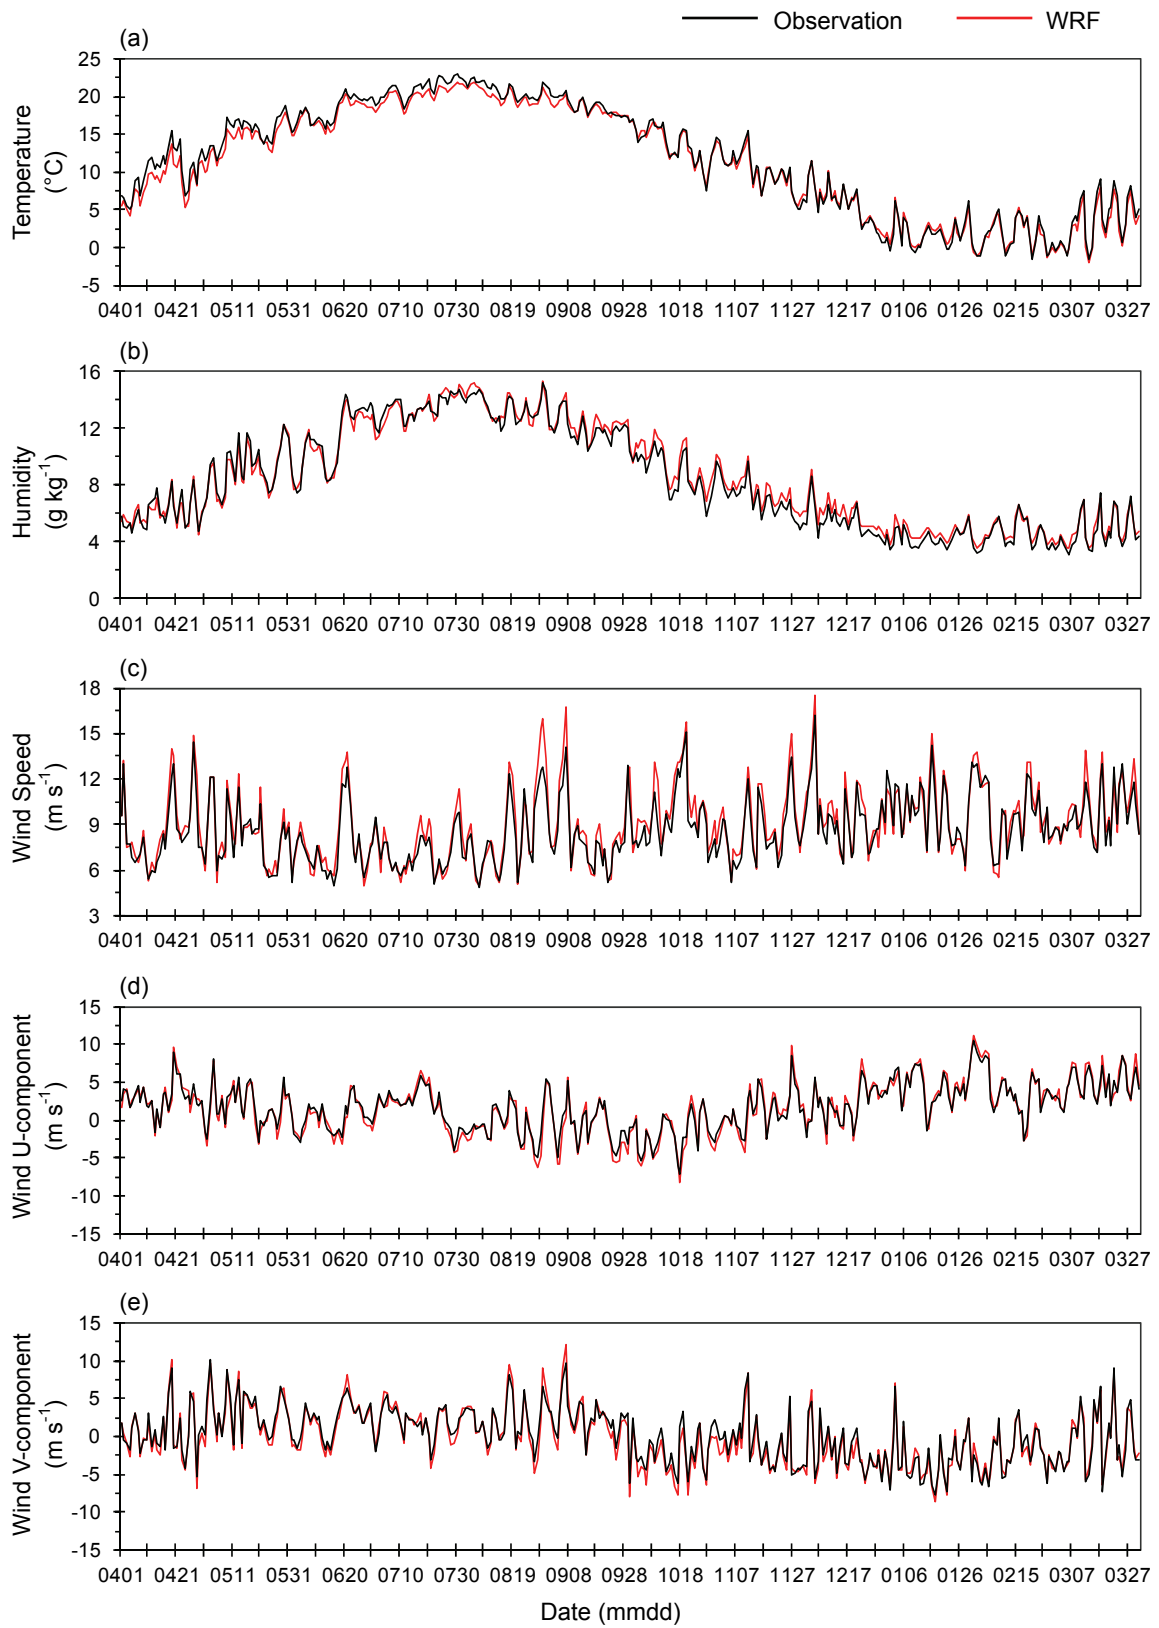 Observation WRF
(a)
Temperature
(°C)
25
20
15
10
5
0
-5
0401 0421 0511 0531 0620 0710 0730 0819 0908 0928 1018 1107 1127 1217 0106 0126 0215 0307 0327
(b)
Humidity
(g kg⁻¹)
16
12
8
4
0
0401 0421 0511 0531 0620 0710 0730 0819 0908 0928 1018 1107 1127 1217 0106 0126 0215 0307 0327
(c)
Wind Speed
(m s⁻¹)
18
15
12
9
6
3
0401 0421 0511 0531 0620 0710 0730 0819 0908 0928 1018 1107 1127 1217 0106 0126 0215 0307 0327
(d)
Wind U-component
(m s⁻¹)
15
10
5
0
-5
-10
-15
0401 0421 0511 0531 0620 0710 0730 0819 0908 0928 1018 1107 1127 1217 0106 0126 0215 0307 0327
(e)
Wind V-component
(m s⁻¹)
15
10
5
0
-5
-10
-15
0401 0421 0511 0531 0620 0710 0730 0819 0908 0928 1018 1107 1127 1217 0106 0126 0215 0307 0327
Date (mmdd)